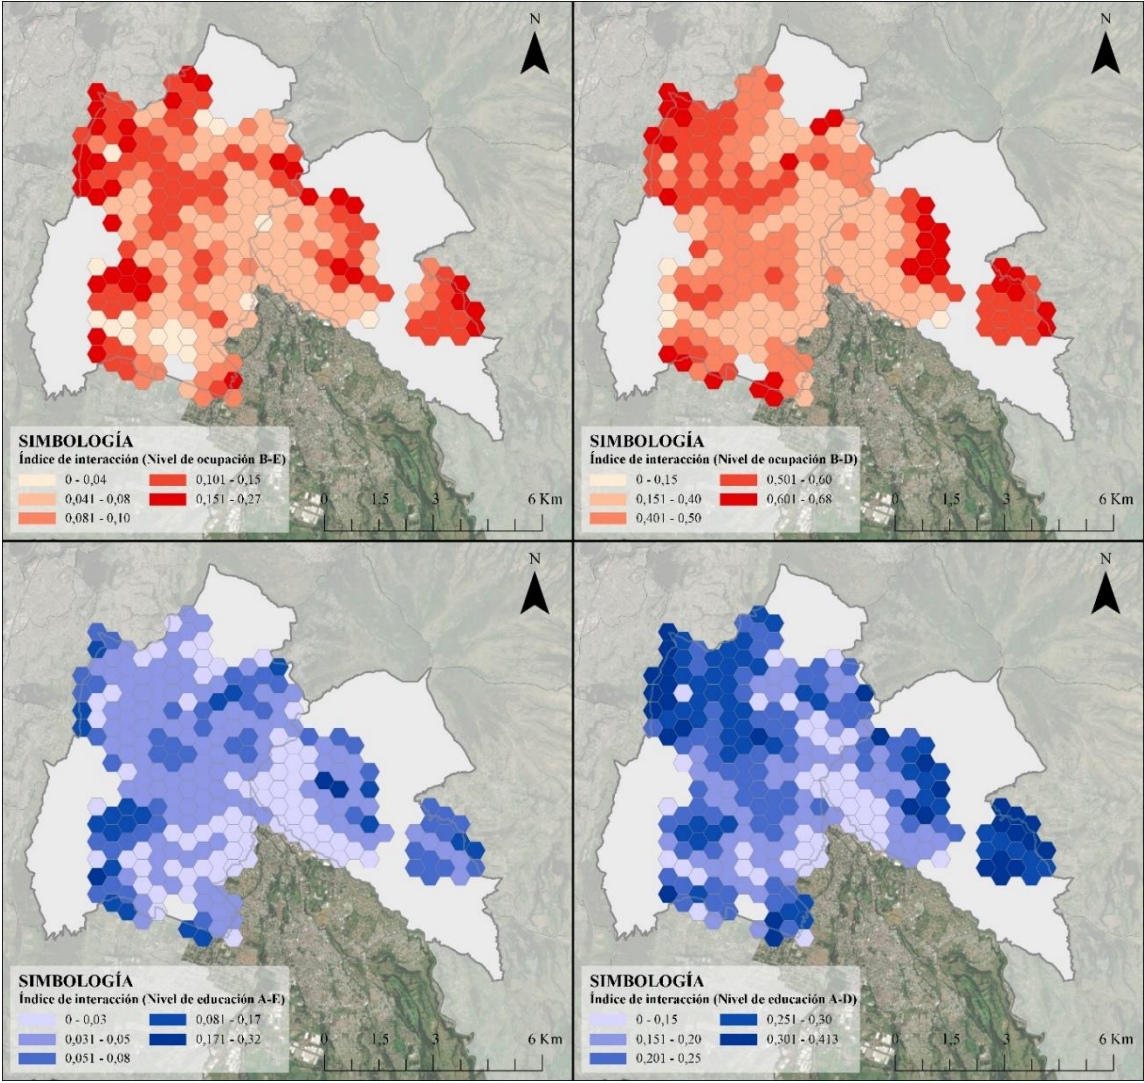 N
SIMBOLOGÍA
Índice de interacción (Nivel de ocupación B-E)
0 - 0,04
0,101 - 0,15
0,041 - 0,08
0,151 - 0,27
0,081 - 0,10
0 1,5 3 6 Km
N
SIMBOLOGÍA
Índice de interacción (Nivel de ocupación B-D)
0 - 0,15
0,501 - 0,60
0,151 - 0,40
0,601 - 0,68
0,401 - 0,50
0 1,5 3 6 Km
N
SIMBOLOGÍA
Índice de interacción (Nivel de educación A-E)
0 - 0,03
0,081 - 0,17
0,031 - 0,05
0,171 - 0,32
0,051 - 0,08
0 1,5 3 6 Km
N
SIMBOLOGÍA
Índice de interacción (Nivel de educación A-D)
0 - 0,15
0,251 - 0,30
0,151 - 0,20
0,301 - 0,413
0,201 - 0,25
0 1,5 3 6 Km